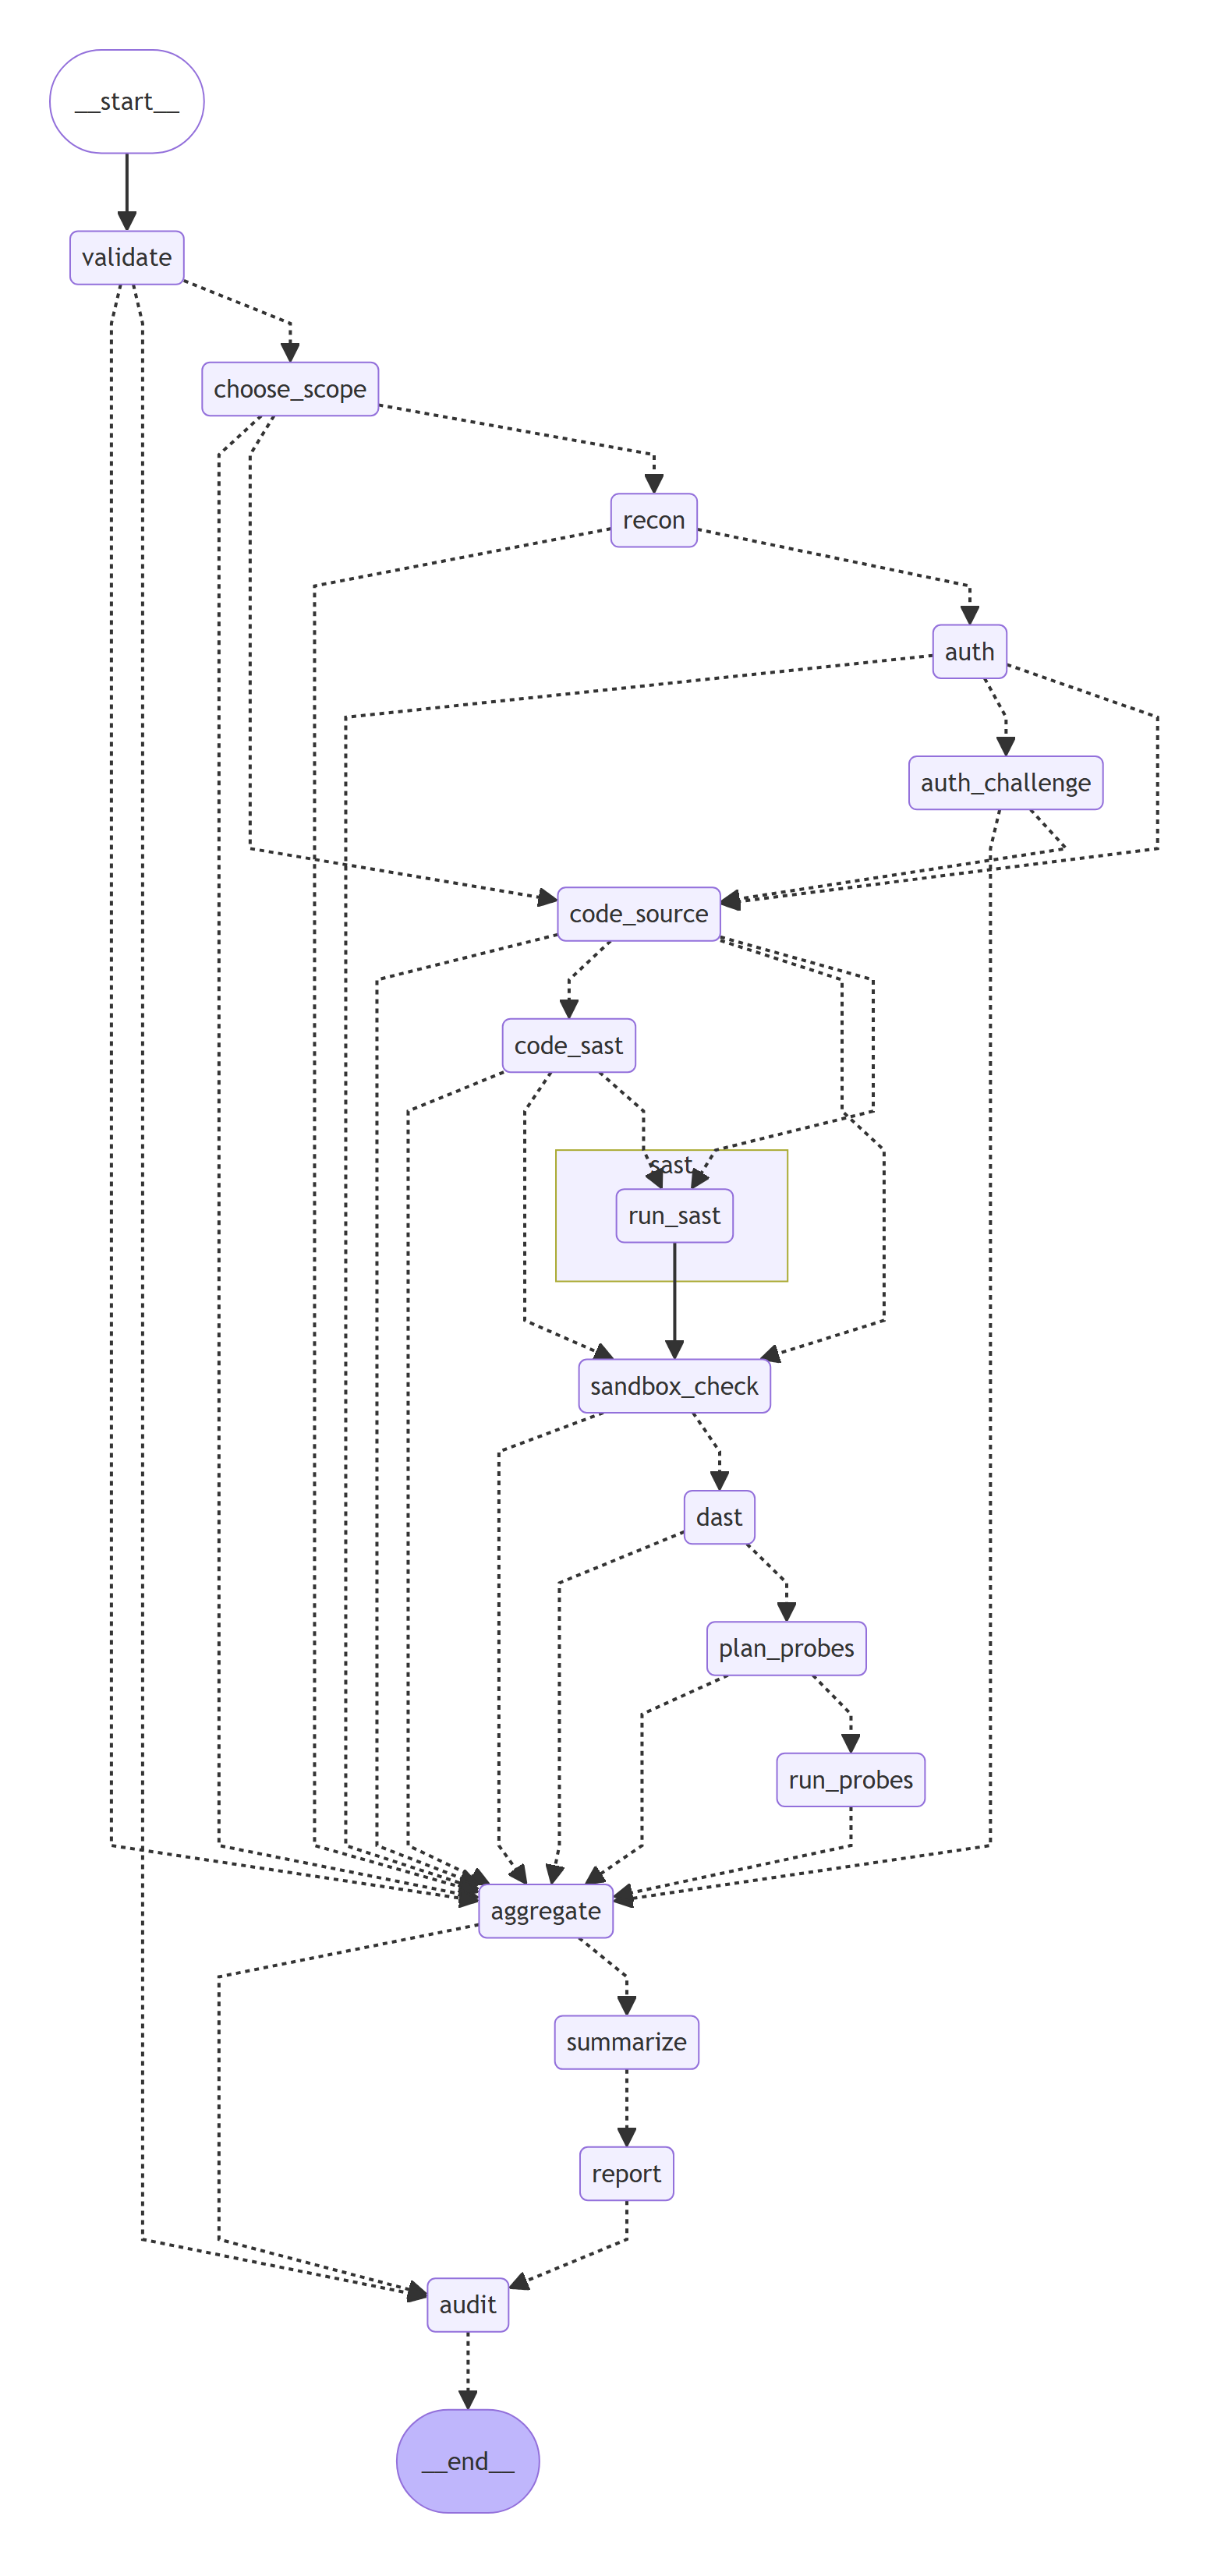 __start__
validate
choose_scope
recon
auth
auth_challenge
code_source
code_sast
sast
run_sast
sandbox_check
dast
plan_probes
run_probes
aggregate
summarize
report
audit
__end__